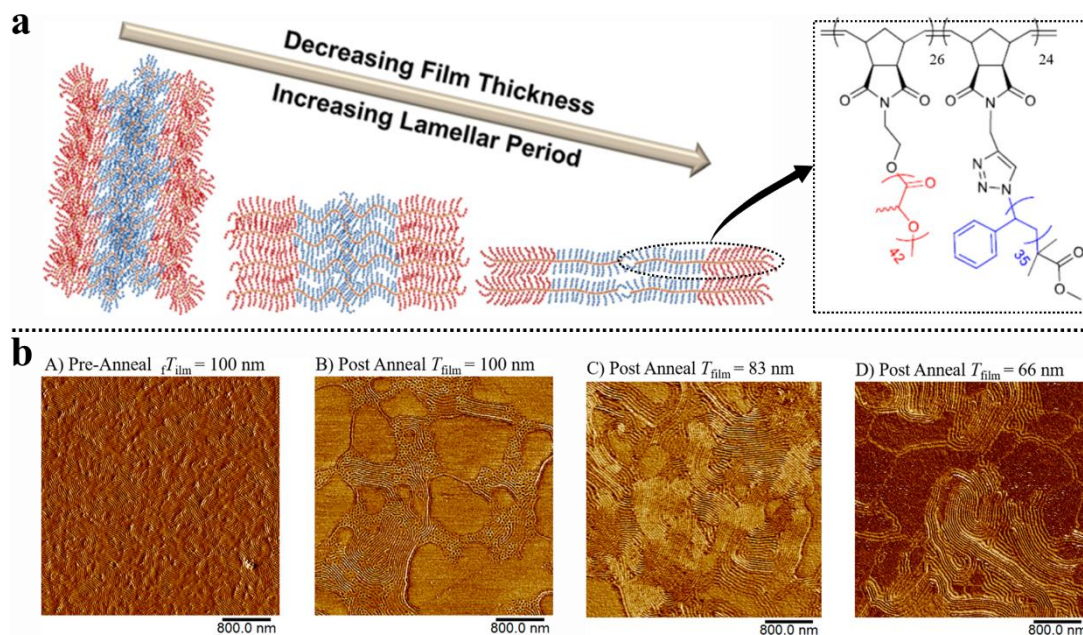 a
Decreasing Film Thickness
Increasing Lamellar Period
26
24
O
N
O
O
N
O
O
O
O
42
N
N
N
35
O
O
b
A) Pre-Anneal fTilm = 100 nm
B) Post Anneal Tfilm = 100 nm
C) Post Anneal Tfilm = 83 nm
D) Post Anneal Tfilm = 66 nm
800.0 nm
800.0 nm
800.0 nm
800.0 nm